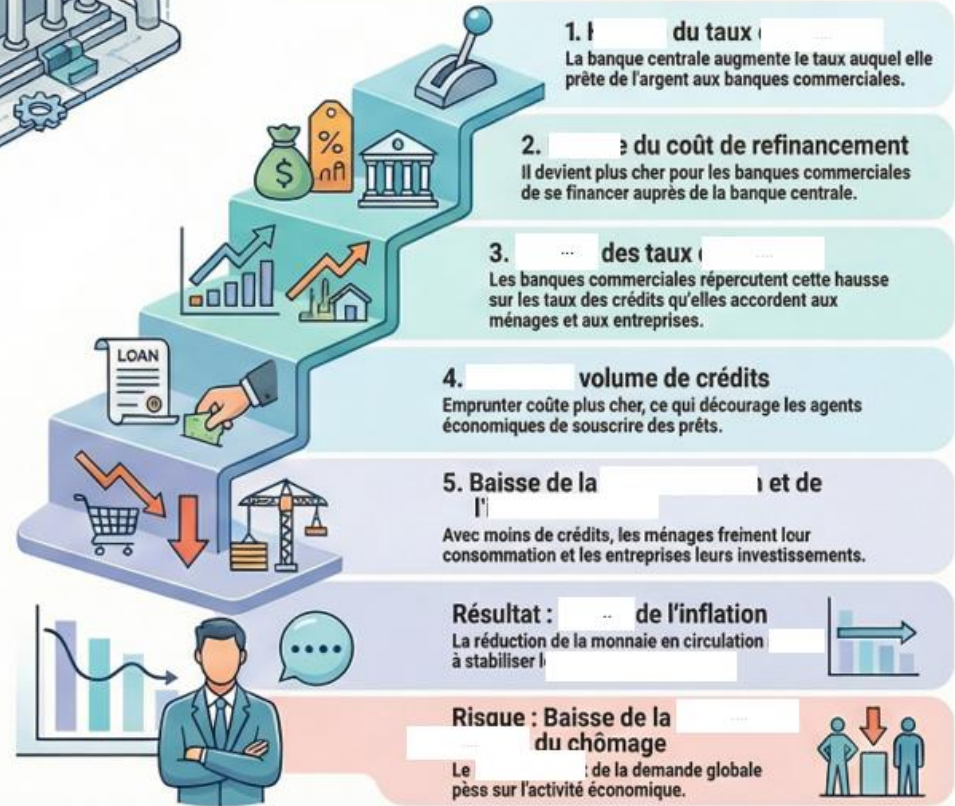 1. H du taux
La banque centrale augmente le taux auquel elle
prête de l'argent aux banques commerciales.
2. e du coût de refinancement
Il devient plus cher pour les banques commerciales
de se financer auprès de la banque centrale.
3. ... des taux
Les banques commerciales répercutent cette hausse
sur les taux des crédits qu'elles accordent aux
ménages et aux entreprises.
LOAN
4. volume de crédits
Emprunter coûte plus cher, ce qui décourage les agents
économiques de souscrire des prêts.
5. Baisse de la et de
l'
Avec moins de crédits, les ménages freinent leur
consommation et les entreprises leurs investissements.
Résultat : .. de l'inflation
La réduction de la monnaie en circulation
à stabiliser
Risque : Baisse de la
du chômage
Le de la demande globale
pèss sur l'activité économique.
$
%